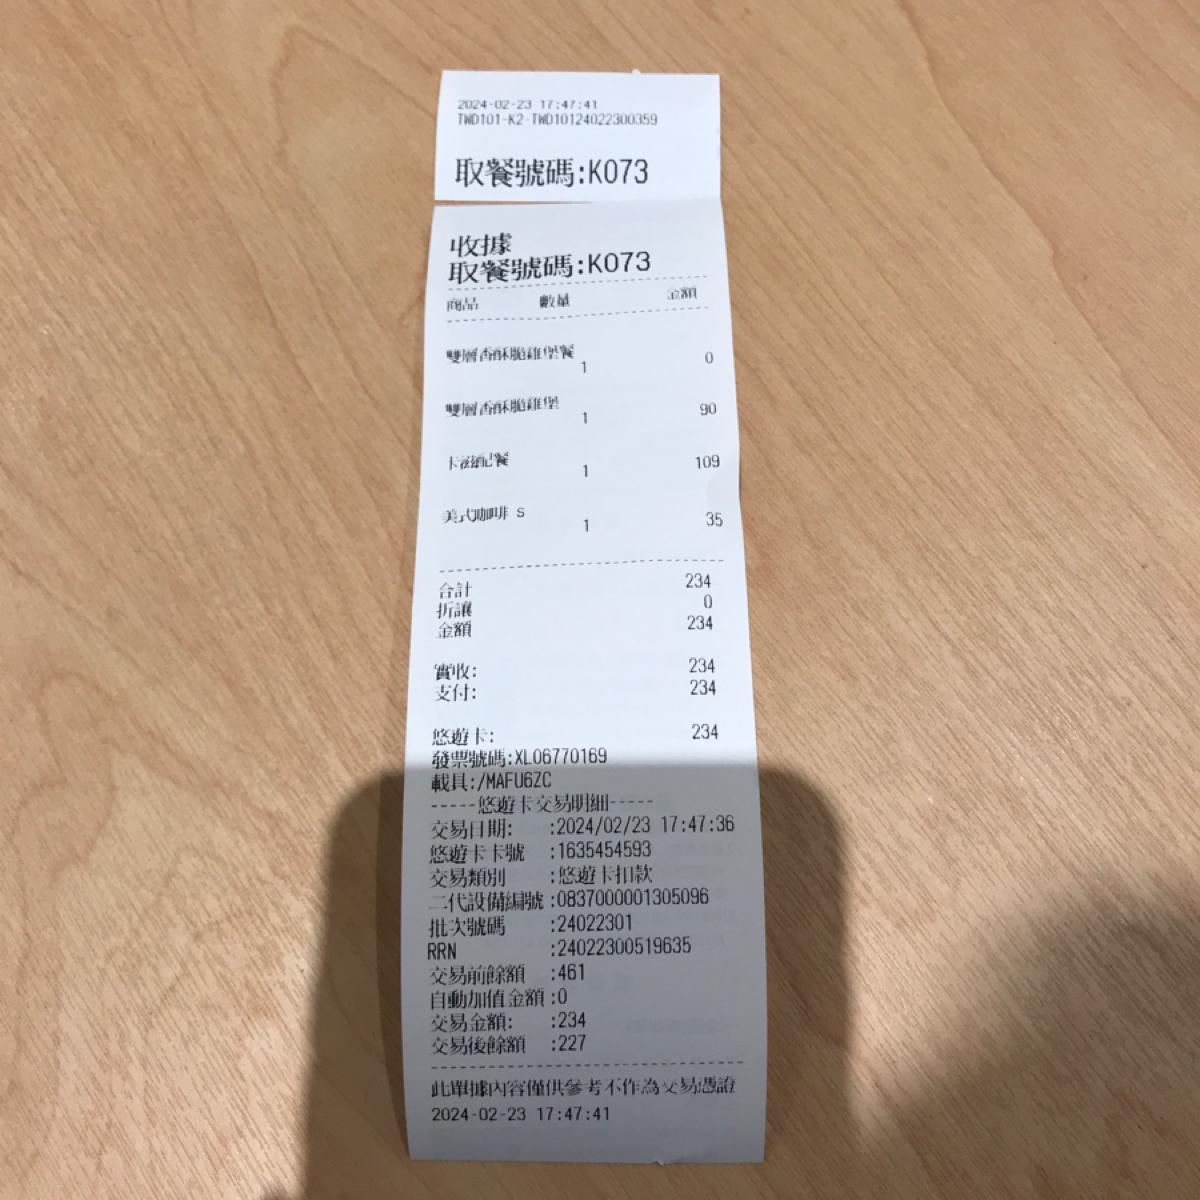 2024-02-23 17:47:41
TWD101-K2-TWD10124022300359
取餐號碼:K073
收據
取餐號碼:K073
商品 數量 金額
雙層香酥脆雞堡餐
1 0
雙層香酥脆雞堡
1 90
卡滋配餐
1 109
美式咖啡 S
1 35
合計 234
折讓 0
金額 234
實收: 234
支付: 234
悠遊卡: 234
發票號碼:XL06770169
載具:/MAFU6ZC
-----悠遊卡交易明細-----
交易日期: :2024/02/23 17:47:36
悠遊卡卡號 :1635454593
交易類別 :悠遊卡扣款
二代設備編號:0837000001305096
批次號碼 :24022301
RRN :24022300519635
交易前餘額 :461
自動加值金額:0
交易金額: :234
交易後餘額 :227
此單據內容僅供參考不作為交易憑證
2024-02-23 17:47:41